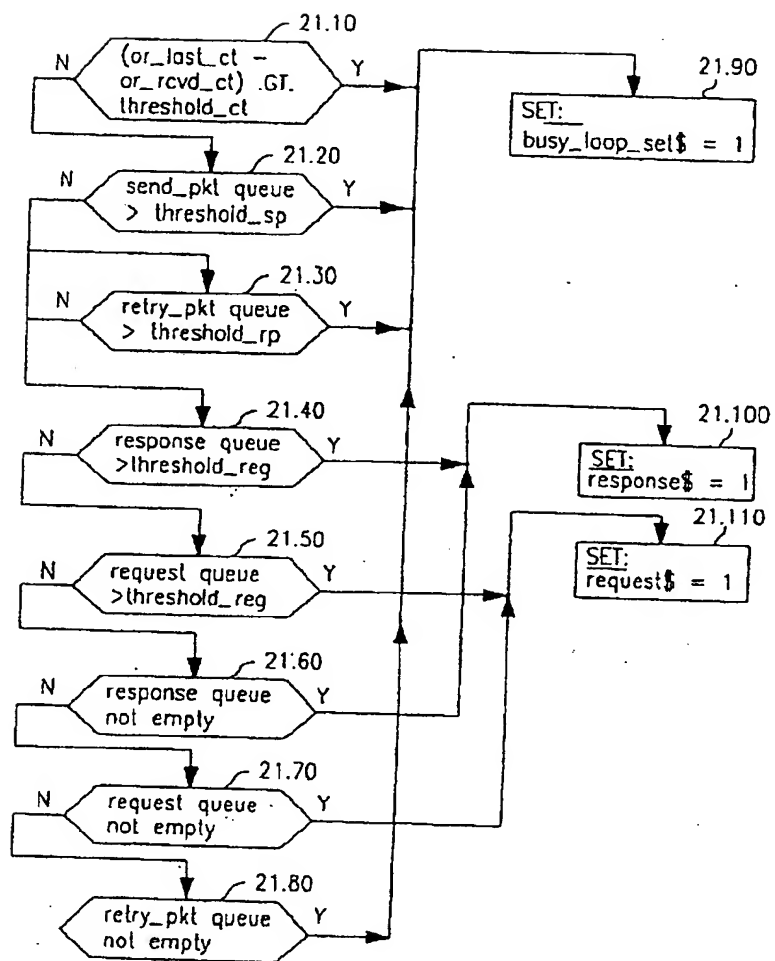 21.10
N
(or_last_ct –
or_rcvd_ct) .GT.
threshold_ct
Y
21.90
SET:
busy_loop_set$ = 1
21.20
N
send_pkt queue
> threshold_sp
Y
21.30
N
retry_pkt queue
> threshold_rp
Y
21.40
N
response queue
>threshold_reg
Y
21.100
SET:
response$ = 1
21.110
SET:
request$ = 1
21.50
N
request queue
>threshold_reg
Y
21.60
N
response queue
not empty
Y
21.70
N
request queue
not empty
Y
21.80
retry_pkt queue
not empty
Y